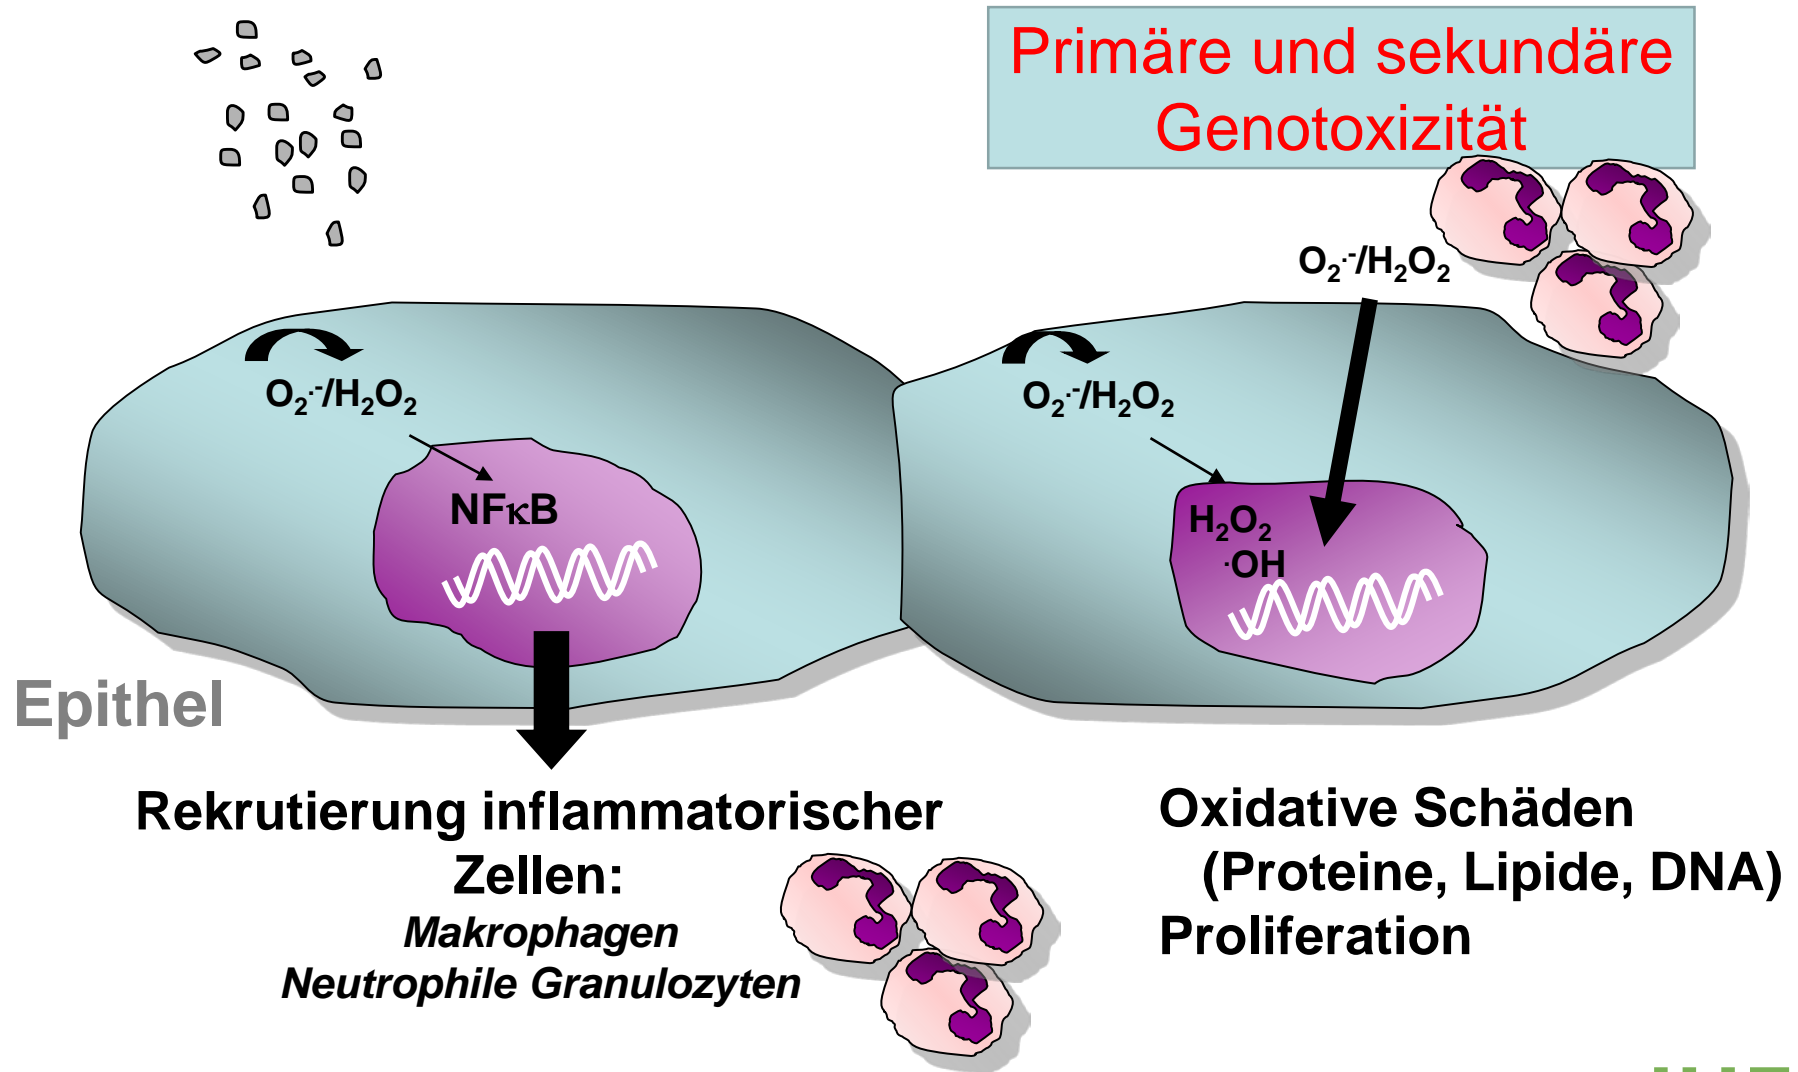 Primäre und sekundäre
Genotoxizität
O₂·⁻/H₂O₂
O₂·⁻/H₂O₂
O₂·⁻/H₂O₂
NFκB
H₂O₂
·OH
Epithel
Rekrutierung inflammatorischer
Zellen:
Makrophagen
Neutrophile Granulozyten
Oxidative Schäden
(Proteine, Lipide, DNA)
Proliferation